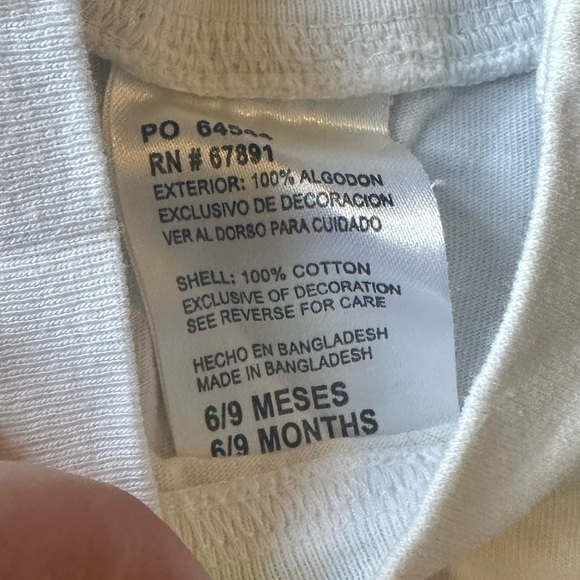 PO
RN # 67891
EXTERIOR: 100% ALGODON
EXCLUSIVO DE DECORACION
VER AL DORSO PARA CUIDADO
SHELL: 100% COTTON
EXCLUSIVE OF DECORATION
SEE REVERSE FOR CARE
HECHO EN BANGLADESH
MADE IN BANGLADESH
6/9 MESES
6/9 MONTHS